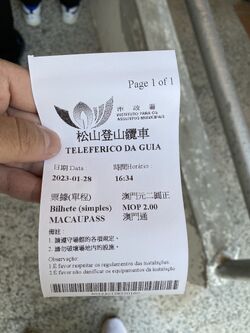 Page 1 of 1
市政署
INSTITUTO PARA OS
ASSUNTOS MUNICIPAIS
松山登山纜車
TELEFERICO DA GUIA
日期 Data 時間Horário
2023-01-28 16:34
票據(單程) 澳門元二圓正
Bilhete (simples) MOP 2.00
MACAUPASS 澳門通
備註:
1. 請遵守場館的各項規定。
2. 請勿破壞場地內的設施。
Observação:
1 É favor respeitar os regulamentos das instalações
2 É favor não danificar os equipamentos da instalação